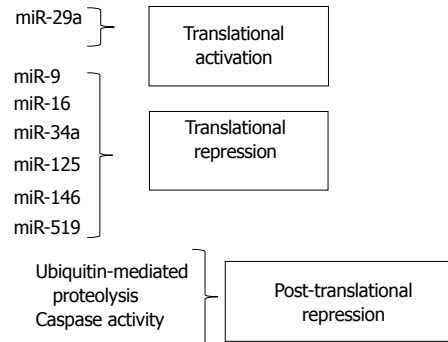 miR-29a
Translational
activation
miR-9
miR-16
miR-34a
miR-125
miR-146
miR-519
Translational
repression
Ubiquitin-mediated
proteolysis
Caspase activity
Post-translational
repression